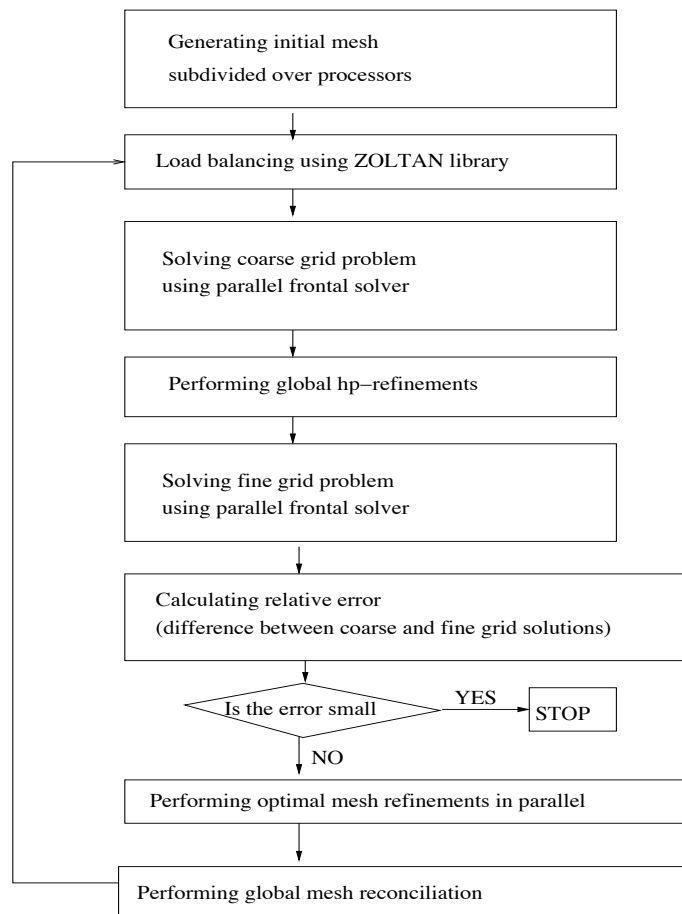 Generating initial mesh
subdivided over processors
Load balancing using ZOLTAN library
Solving coarse grid problem
using parallel frontal solver
Performing global hp−refinements
Solving fine grid problem
using parallel frontal solver
Calculating relative error
(difference between coarse and fine grid solutions)
Is the error small
YES
STOP
NO
Performing optimal mesh refinements in parallel
Performing global mesh reconciliation